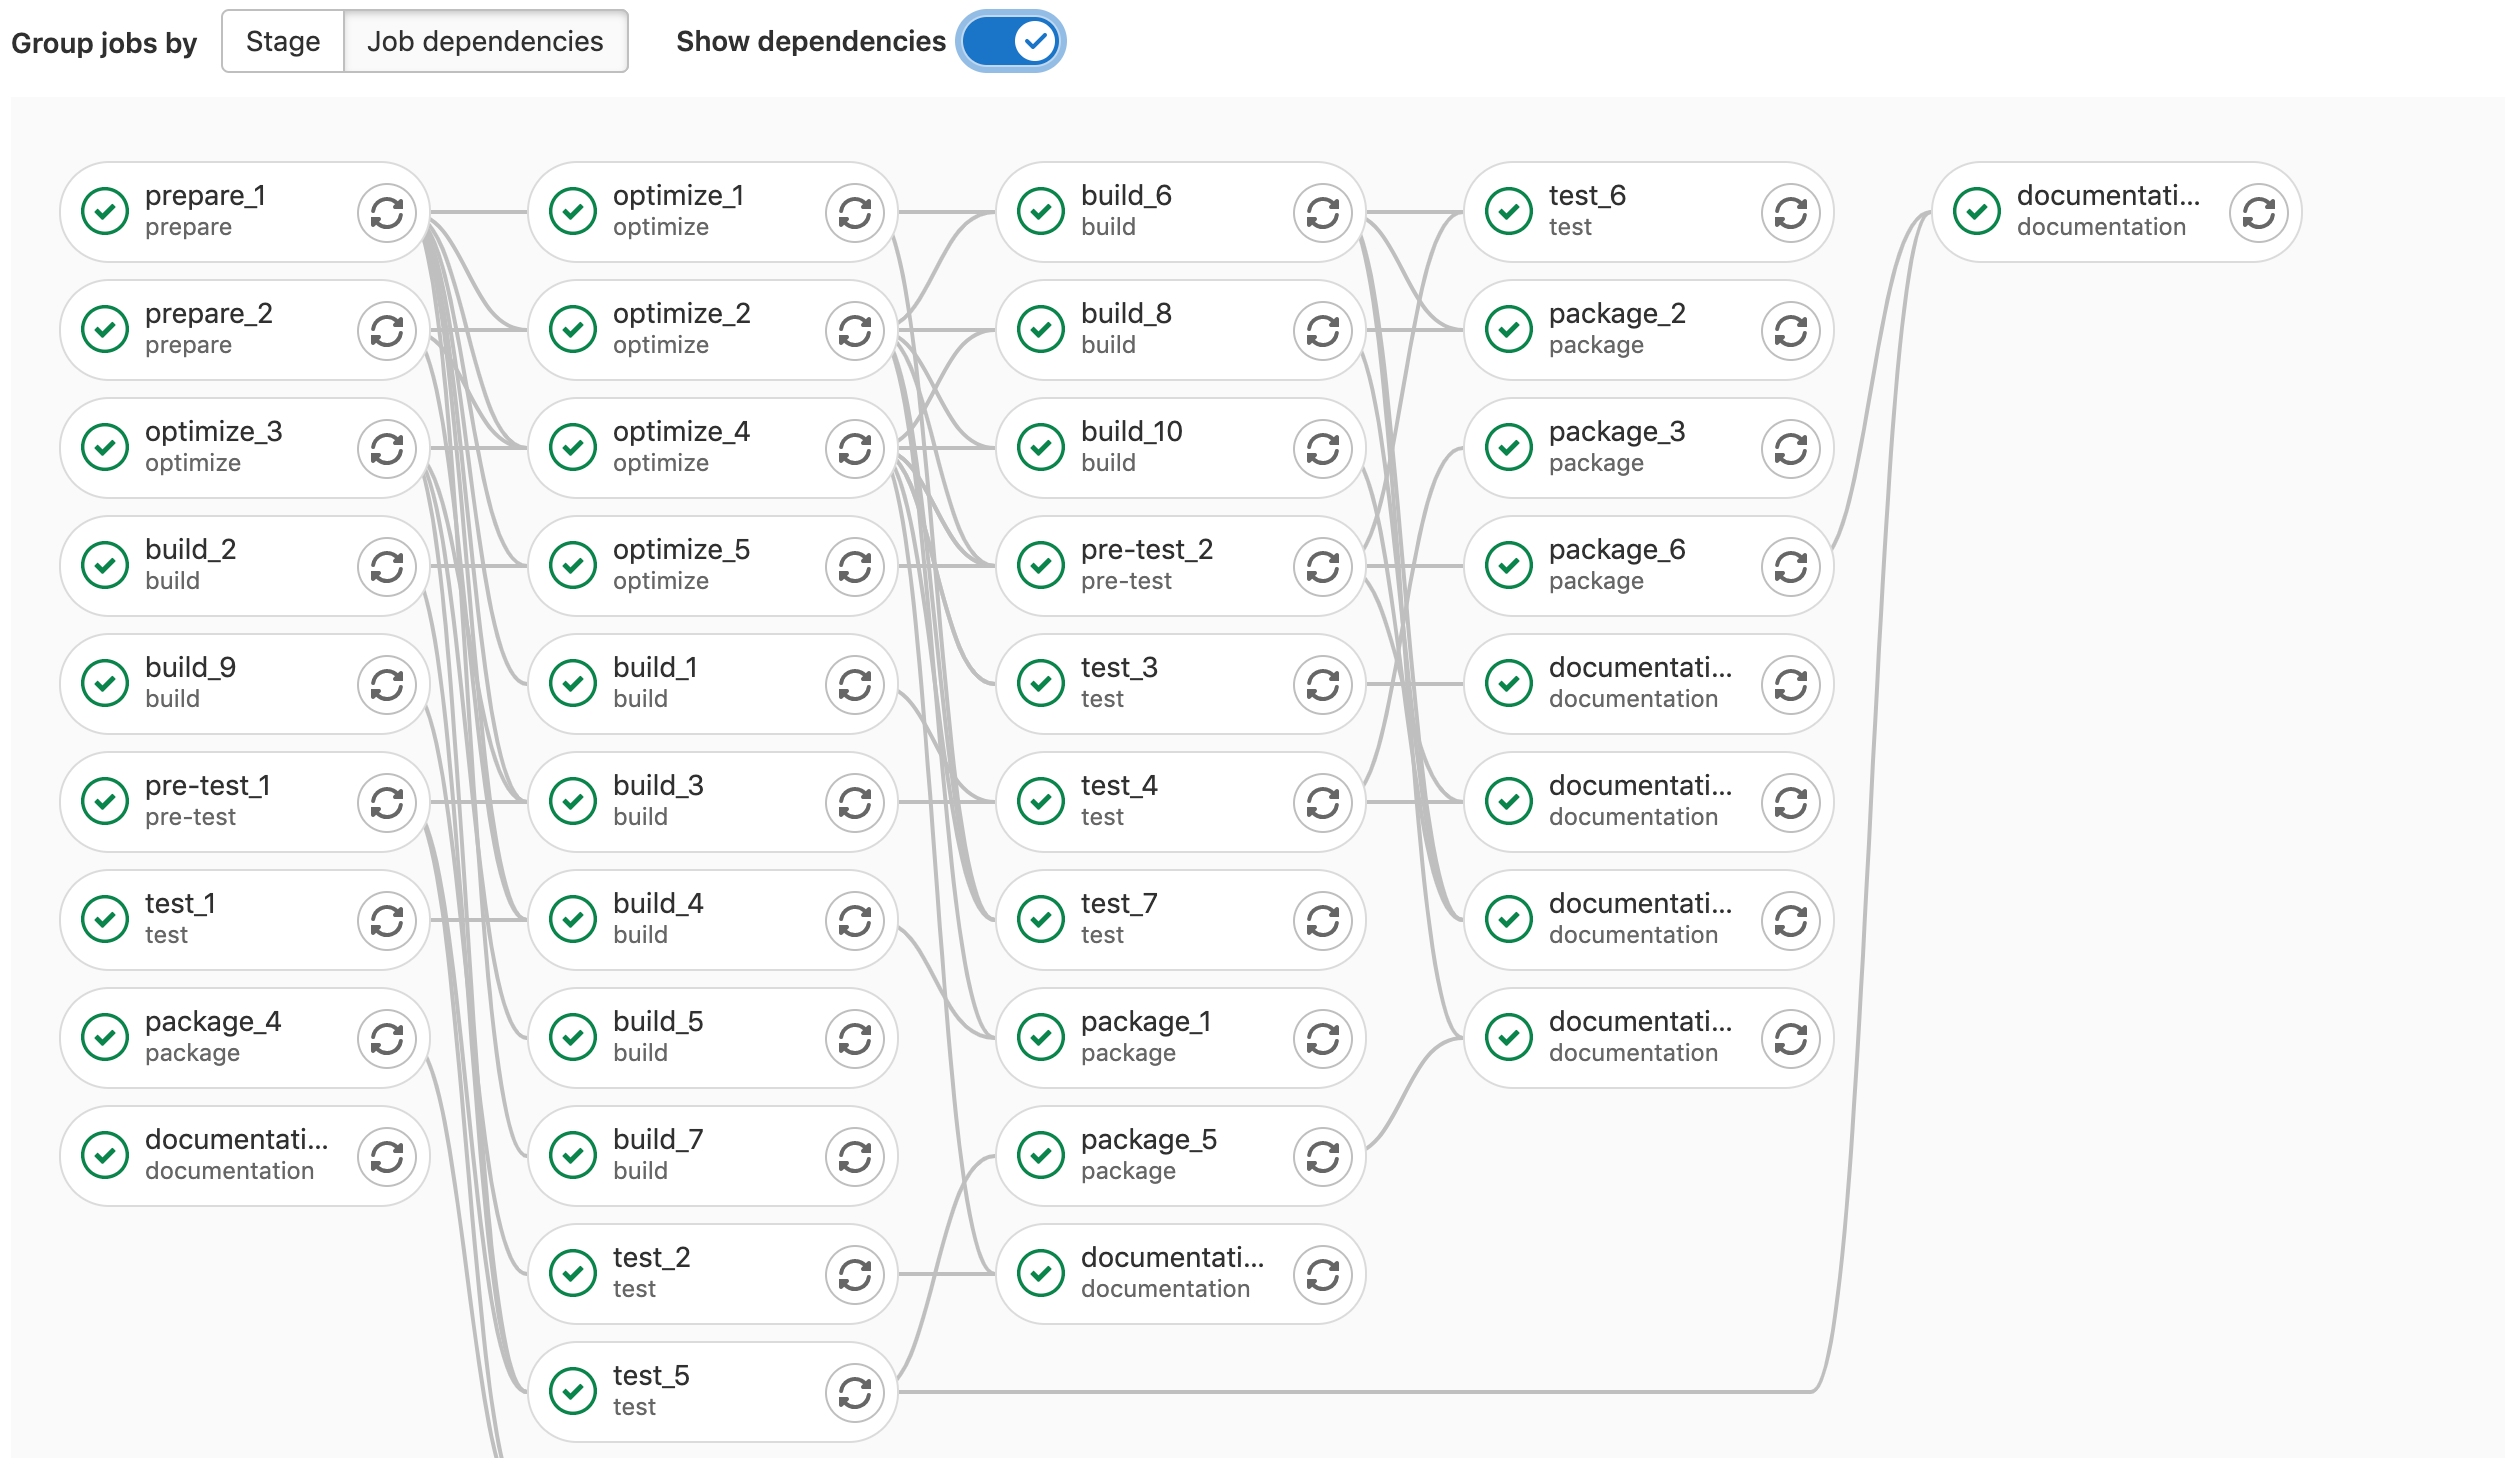 Group jobs by
Stage
Job dependencies
Show dependencies
prepare_1
prepare
prepare_2
prepare
optimize_3
optimize
build_2
build
build_9
build
pre-test_1
pre-test
test_1
test
package_4
package
documentati...
documentation
optimize_1
optimize
optimize_2
optimize
optimize_4
optimize
optimize_5
optimize
build_1
build
build_3
build
build_4
build
build_5
build
build_7
build
test_2
test
test_5
test
build_6
build
build_8
build
build_10
build
pre-test_2
pre-test
test_3
test
test_4
test
test_7
test
package_1
package
package_5
package
documentati...
documentation
test_6
test
package_2
package
package_3
package
package_6
package
documentati...
documentation
documentati...
documentation
documentati...
documentation
documentati...
documentation
documentati...
documentation